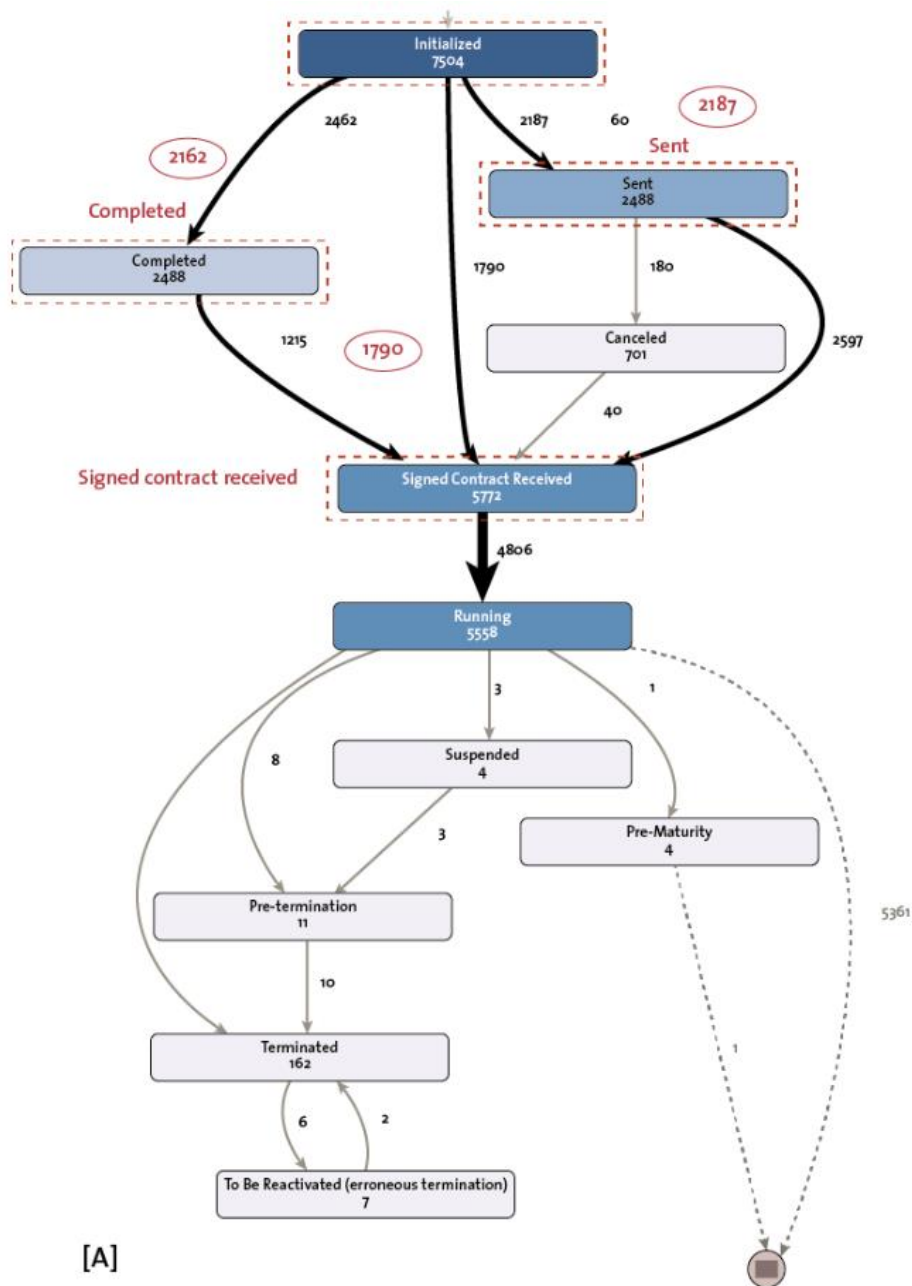 Initialized
7504
2462
2187
60
2187
2162
Sent
Sent
2488
Completed
Completed
2488
1790
180
1215
1790
Canceled
701
2597
40
Signed contract received
Signed Contract Received
5772
4806
Running
5558
3
1
8
Suspended
4
3
Pre-Maturity
4
Pre-termination
11
5361
10
Terminated
162
1
6
2
To Be Reactivated (erroneous termination)
7
[A]